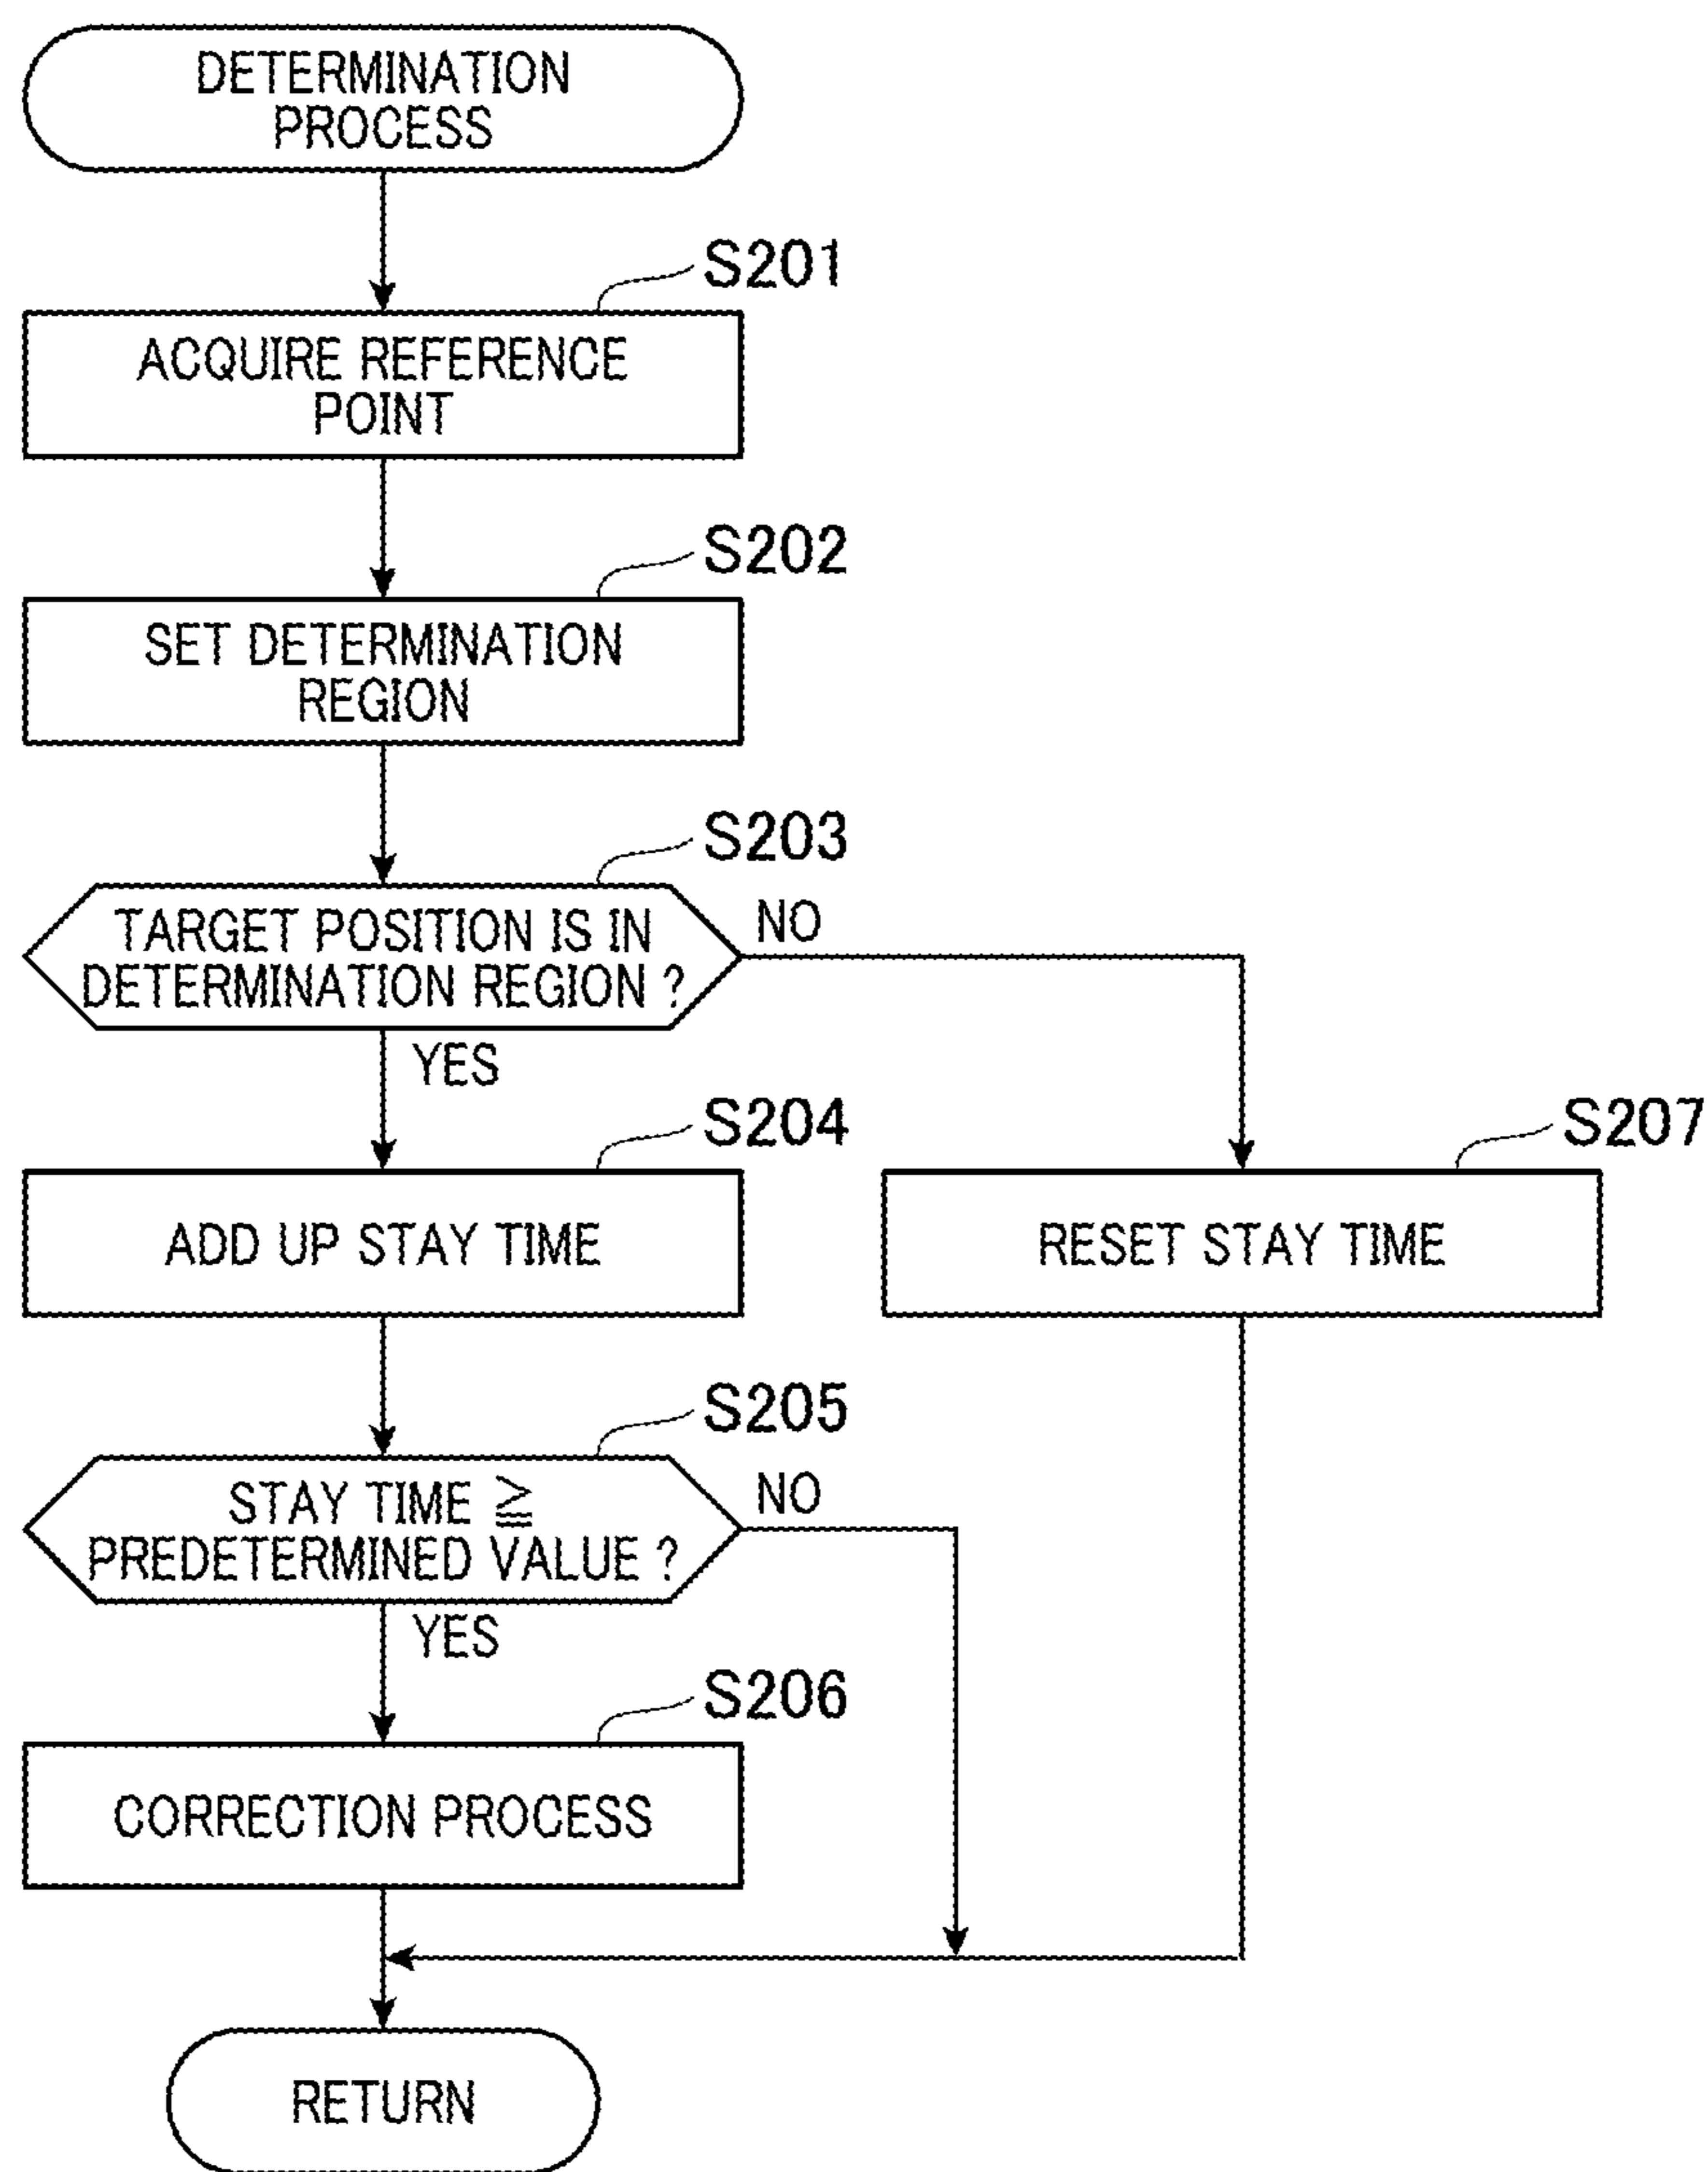 DETERMINATION
PROCESS
S201
ACQUIRE REFERENCE
POINT
S202
SET DETERMINATION
REGION
S203
TARGET POSITION IS IN
DETERMINATION REGION ?
NO
YES
S204
ADD UP STAY TIME
S207
RESET STAY TIME
S205
STAY TIME ≧
PREDETERMINED VALUE ?
NO
YES
S206
CORRECTION PROCESS
RETURN